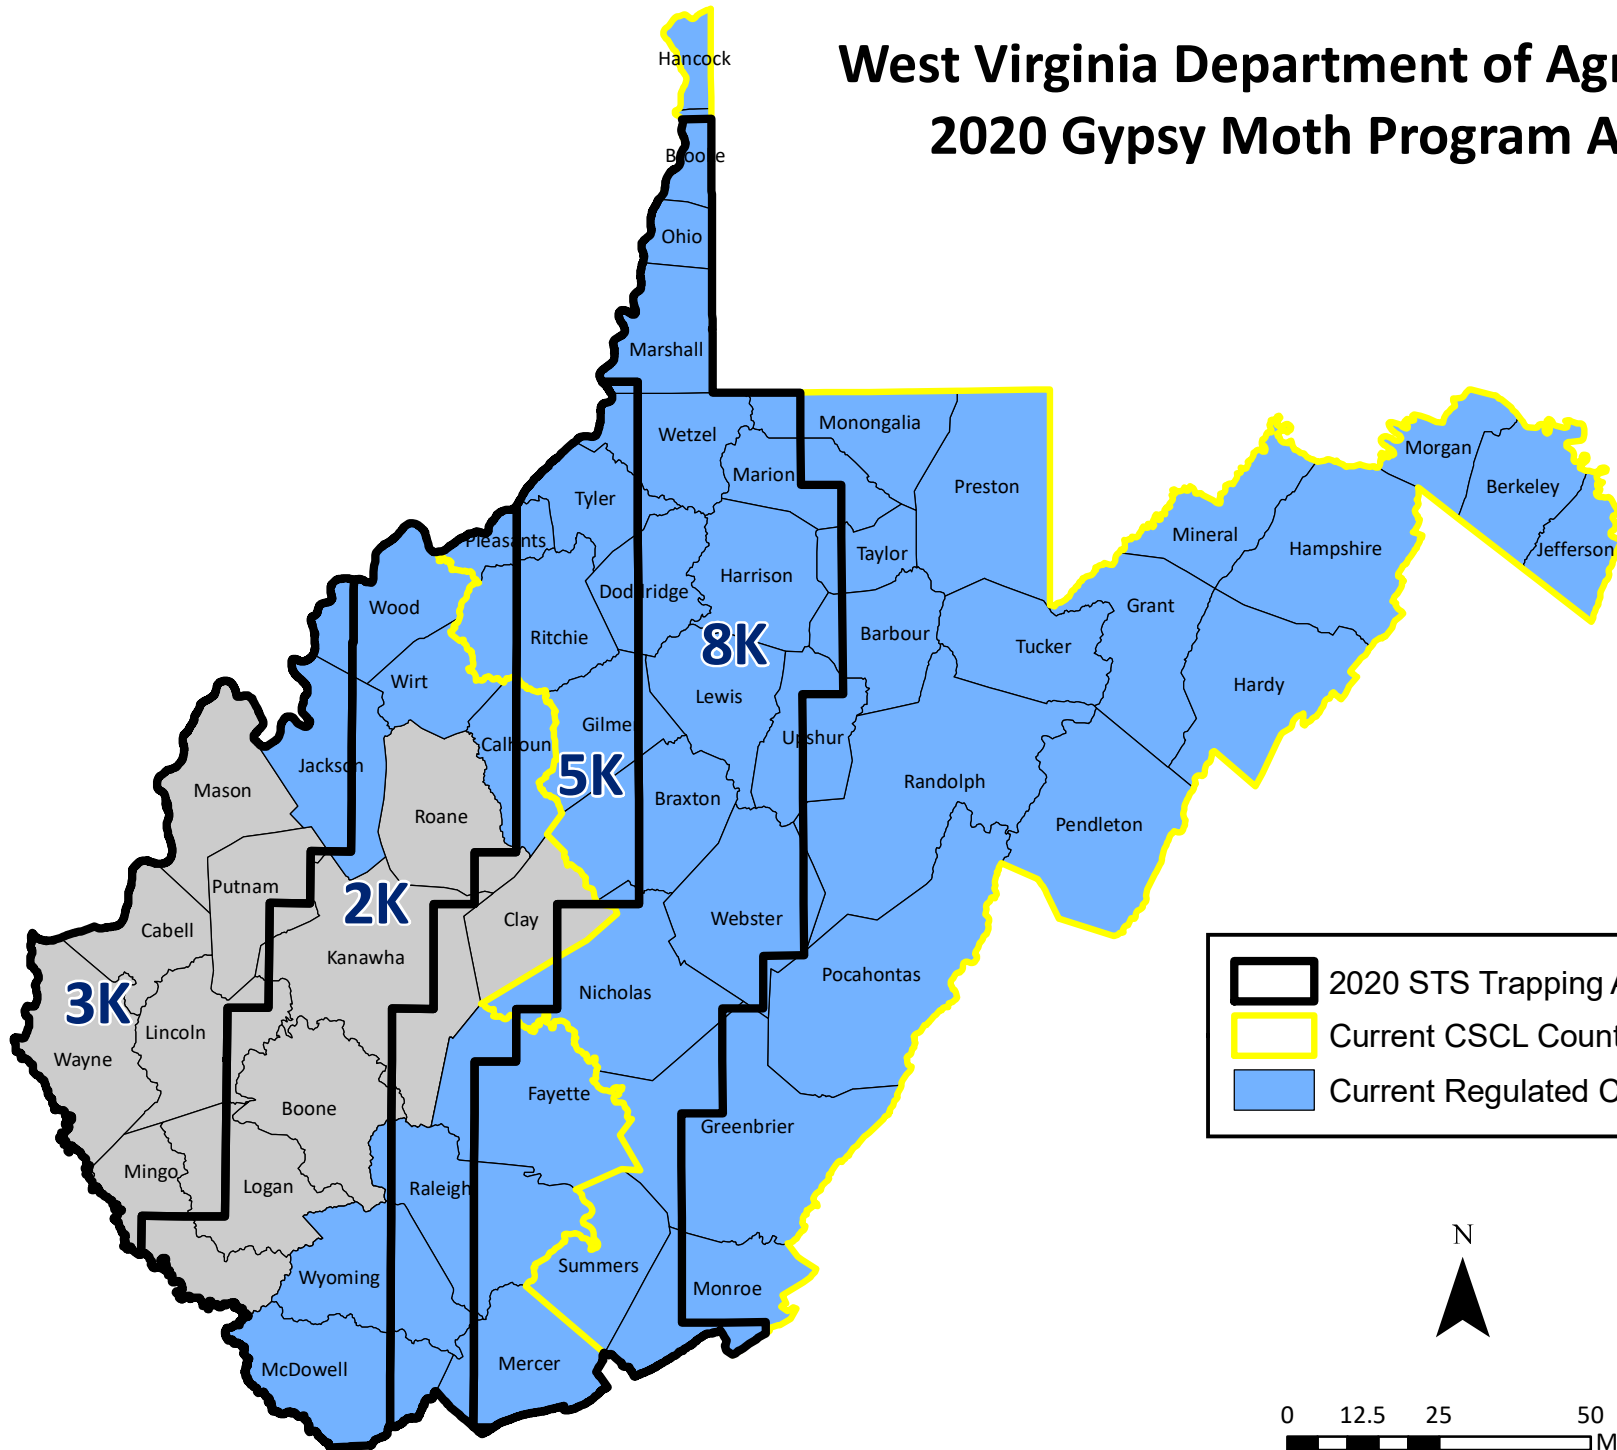 West Virginia Department of Agr
2020 Gypsy Moth Program A
Hancock
Brooke
Ohio
Marshall
Wetzel
Monongalia
Marion
Preston
Morgan
Berkeley
Jefferson
Tyler
Pleasants
Taylor
Mineral
Hampshire
Doddridge
Harrison
Wood
Ritchie
8K
Barbour
Tucker
Grant
Wirt
Lewis
Hardy
Gilme
Calhoun
Upshur
Jackson
5K
Mason
Roane
Braxton
Randolph
Pendleton
Putnam
2K
Cabell
Clay
Webster
Kanawha
3K
Nicholas
Pocahontas
Lincoln
Wayne
Boone
Fayette
Greenbrier
Mingo
Logan
Raleigh
Wyoming
Summers
Monroe
McDowell
Mercer
2020 STS Trapping A
Current CSCL Count
Current Regulated C
N
0 12.5 25 50
M